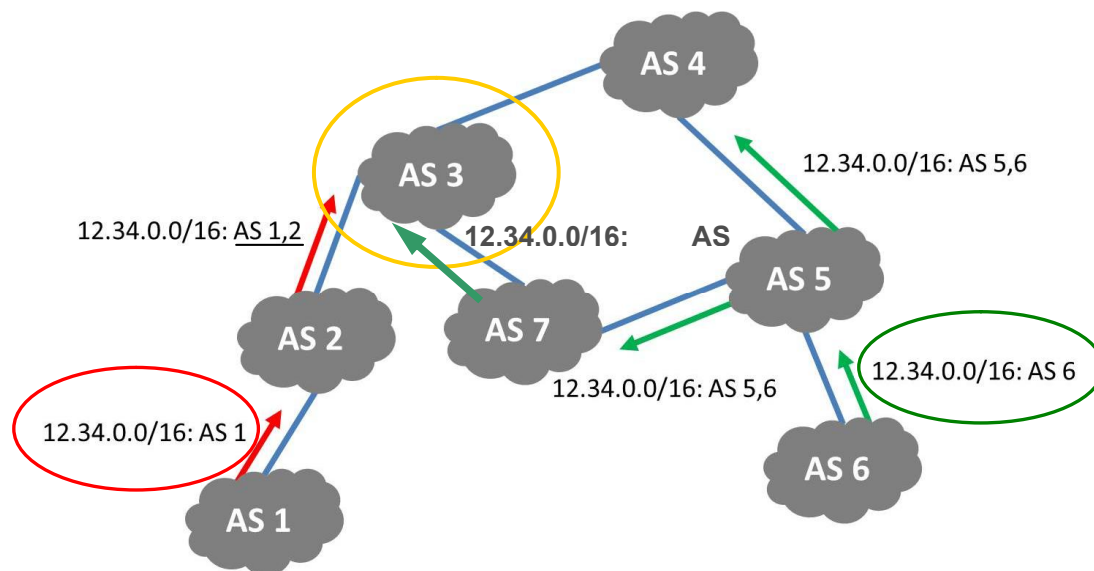 AS 4
AS 3
12.34.0.0/16: AS 5,6
12.34.0.0/16: AS 1,2
12.34.0.0/16: AS
AS 5
AS 2
AS 7
12.34.0.0/16: AS 6
12.34.0.0/16: AS 5,6
12.34.0.0/16: AS 1
AS 6
AS 1